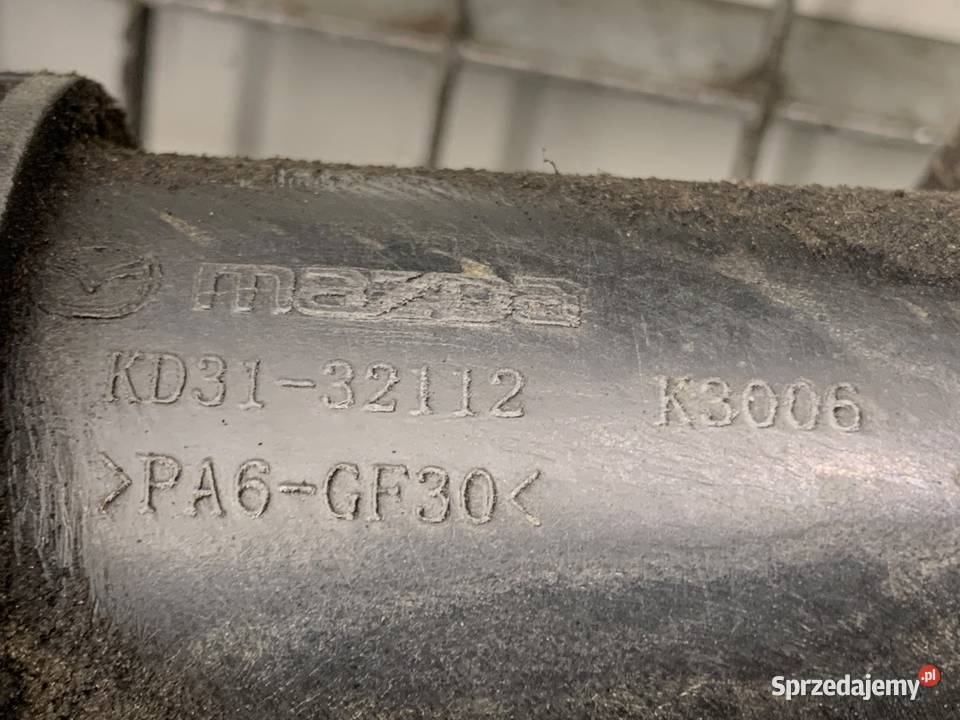 mazda
KD31-32112 K3006
>PA6-GF30<
Sprzedajemy.pl